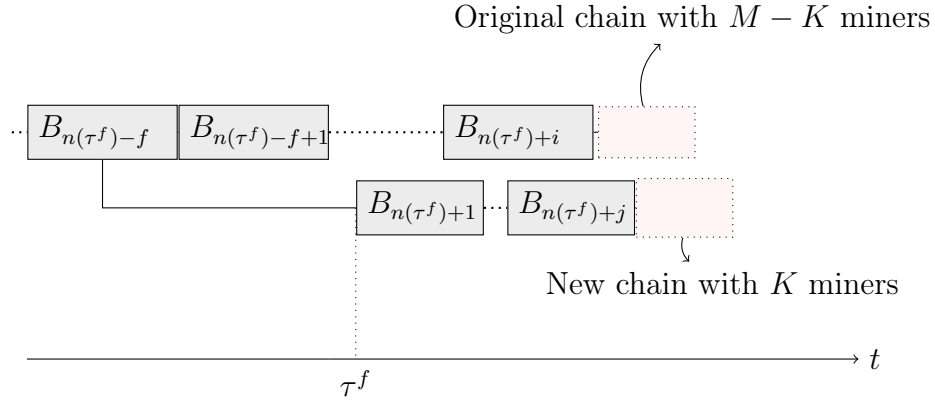 Original chain with $M - K$ miners
$B_{n(\tau^f)-f}$ $B_{n(\tau^f)-f+1}$ $B_{n(\tau^f)+i}$
$B_{n(\tau^f)+1}$ $B_{n(\tau^f)+j}$
New chain with $K$ miners
$t$
$\tau^f$